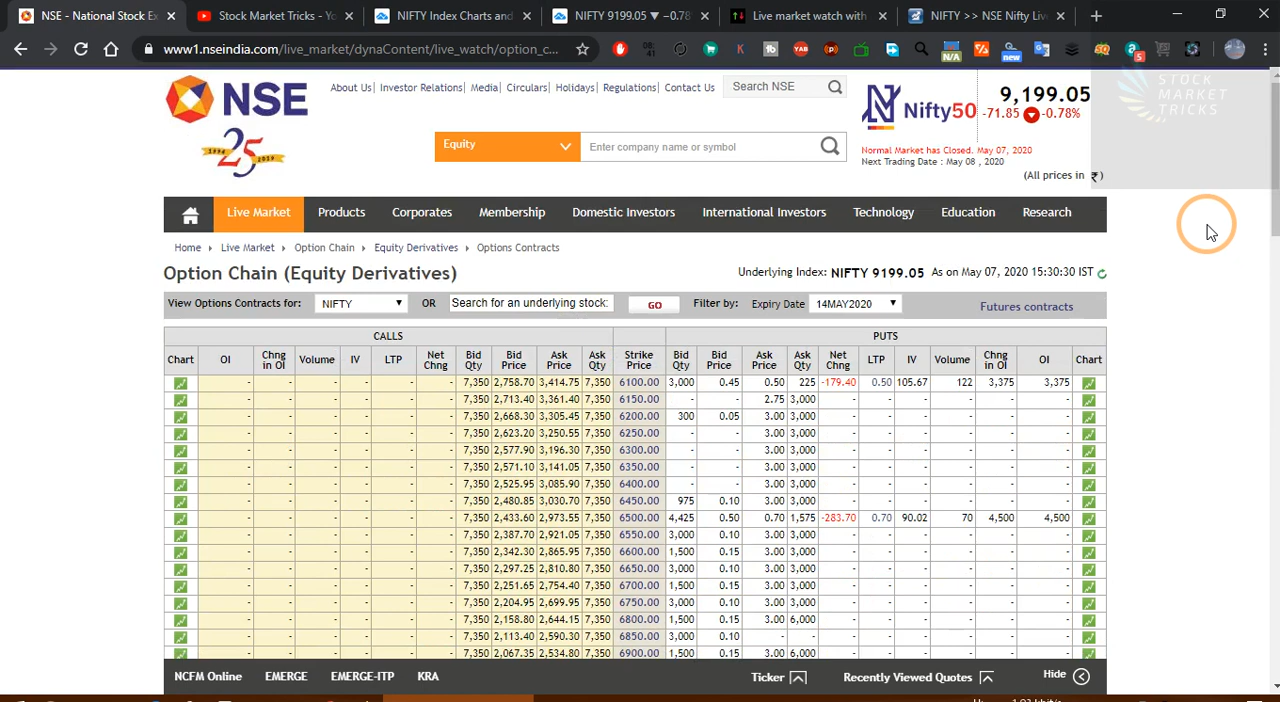 NSE - National Stock Ex
Stock Market Tricks - Yo
NIFTY Index Charts and
NIFTY 9199.05 ▼ −0.78%
Live market watch with
NIFTY >> NSE Nifty Live
www1.nseindia.com/live_market/dynaContent/live_watch/option_c...
NSE
25
About Us| Investor Relations| Media| Circulars| Holidays| Regulations| Contact Us
Search NSE
Equity
Enter company name or symbol
Nifty50
9,199.05
-71.85 -0.78%
Normal Market has Closed. May 07, 2020
Next Trading Date : May 08 , 2020
(All prices in ₹)
STOCK
MARKET
TRICKS
Live Market Products Corporates Membership Domestic Investors International Investors Technology Education Research
Home Live Market Option Chain Equity Derivatives Options Contracts
Option Chain (Equity Derivatives)
Underlying Index: NIFTY 9199.05 As on May 07, 2020 15:30:30 IST
View Options Contracts for: NIFTY OR Search for an underlying stock: GO Filter by: Expiry Date 14MAY2020 Futures contracts
CALLS PUTS
Chart OI Chng in OI Volume IV LTP Net Chng Bid Qty Bid Price Ask Price Ask Qty Strike Price Bid Qty Bid Price Ask Price Ask Qty Net Chng LTP IV Volume Chng in OI OI Chart
- - - - - - 7,350 2,758.70 3,414.75 7,350 6100.00 3,000 0.45 0.50 225 -179.40 0.50 105.67 122 3,375 3,375
- - - - - - 7,350 2,713.40 3,361.40 7,350 6150.00 - - 2.75 3,000 - - - - - -
- - - - - - 7,350 2,668.30 3,305.45 7,350 6200.00 300 0.05 3.00 3,000 - - - - - -
- - - - - - 7,350 2,623.20 3,250.55 7,350 6250.00 - - 3.00 3,000 - - - - - -
- - - - - - 7,350 2,577.90 3,196.30 7,350 6300.00 - - 3.00 3,000 - - - - - -
- - - - - - 7,350 2,571.10 3,141.05 7,350 6350.00 - - 3.00 3,000 - - - - - -
- - - - - - 7,350 2,525.95 3,085.90 7,350 6400.00 - - 3.00 3,000 - - - - - -
- - - - - - 7,350 2,480.85 3,030.70 7,350 6450.00 975 0.10 3.00 3,000 - - - - - -
- - - - - - 7,350 2,433.60 2,973.55 7,350 6500.00 4,425 0.50 0.70 1,575 -283.70 0.70 90.02 70 4,500 4,500
- - - - - - 7,350 2,387.70 2,921.05 7,350 6550.00 3,000 0.10 3.00 3,000 - - - - - -
- - - - - - 7,350 2,342.30 2,865.95 7,350 6600.00 1,500 0.15 3.00 3,000 - - - - - -
- - - - - - 7,350 2,297.25 2,810.80 7,350 6650.00 3,000 0.10 3.00 3,000 - - - - - -
- - - - - - 7,350 2,251.65 2,754.40 7,350 6700.00 1,500 0.15 3.00 3,000 - - - - - -
- - - - - - 7,350 2,204.95 2,699.95 7,350 6750.00 3,000 0.10 3.00 3,000 - - - - - -
- - - - - - 7,350 2,158.80 2,644.15 7,350 6800.00 1,500 0.15 3.00 6,000 - - - - - -
- - - - - - 7,350 2,113.40 2,590.30 7,350 6850.00 3,000 0.10 - - - - - - - -
- - - - - - 7,350 2,067.35 2,534.80 7,350 6900.00 1,500 0.15 3.00 6,000 - - - - - -
NCFM Online EMERGE EMERGE-ITP KRA Ticker Recently Viewed Quotes Hide